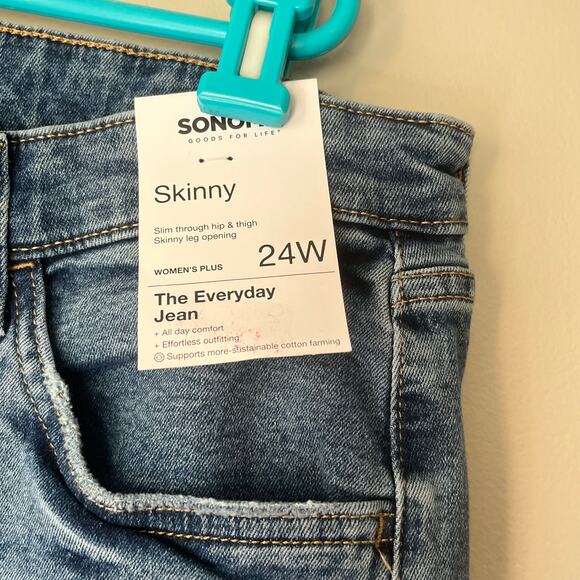 SONOMA
GOODS FOR LIFE
Skinny
Slim through hip & thigh
Skinny leg opening
WOMEN'S PLUS 24W
The Everyday
Jean
+ All day comfort
+ Effortless outfitting
Supports more-sustainable cotton farming